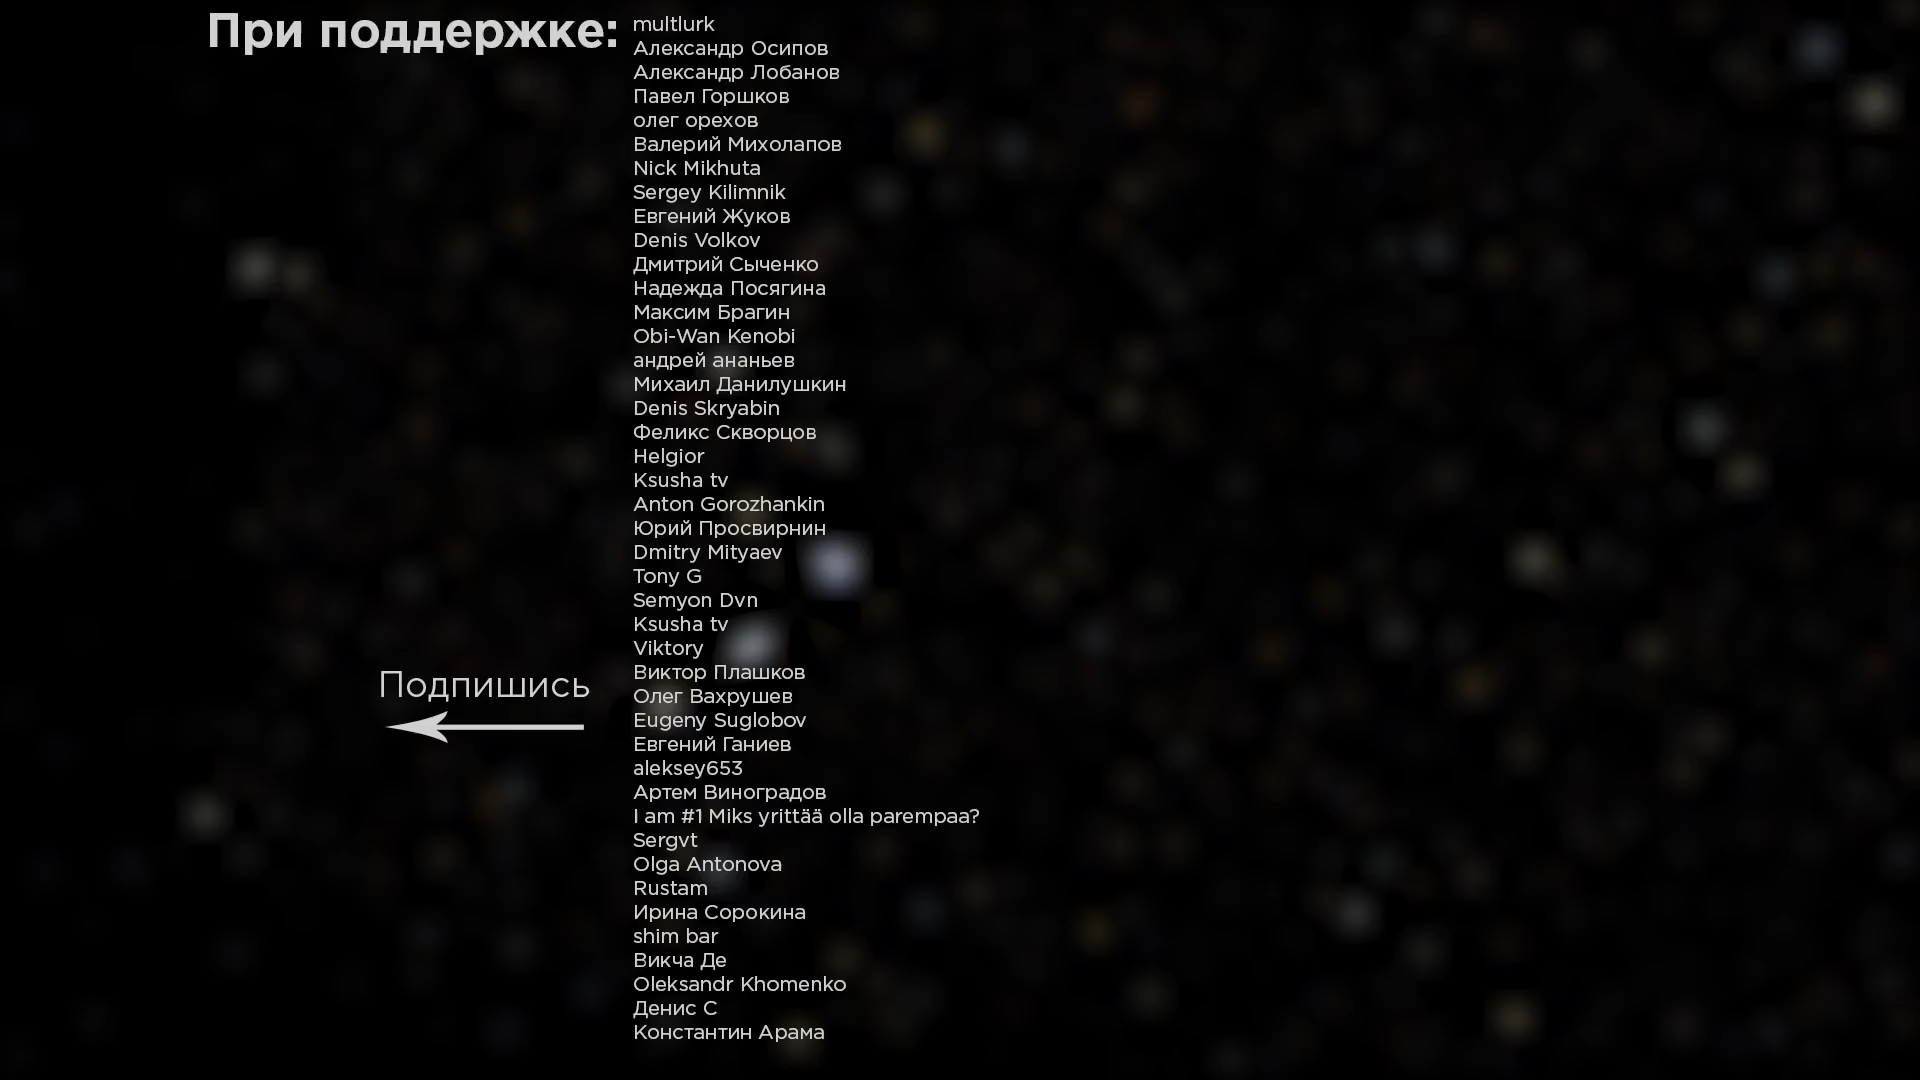 При поддержке:
multlurk
Александр Осипов
Александр Лобанов
Павел Горшков
олег орехов
Валерий Михолапов
Nick Mikhuta
Sergey Kilimnik
Евгений Жуков
Denis Volkov
Дмитрий Сыченко
Надежда Посягина
Максим Брагин
Obi-Wan Kenobi
андрей ананьев
Михаил Данилушкин
Denis Skryabin
Феликс Скворцов
Helgior
Ksusha tv
Anton Gorozhankin
Юрий Просвирнин
Dmitry Mityaev
Tony G
Semyon Dvn
Ksusha tv
Viktory
Виктор Плашков
Олег Вахрушев
Eugeny Suglobov
Евгений Ганиев
aleksey653
Артем Виноградов
I am #1 Miks yrittää olla parempaa?
Sergvt
Olga Antonova
Rustam
Ирина Сорокина
shim bar
Викча Де
Oleksandr Khomenko
Денис С
Константин Арама
Подпишись